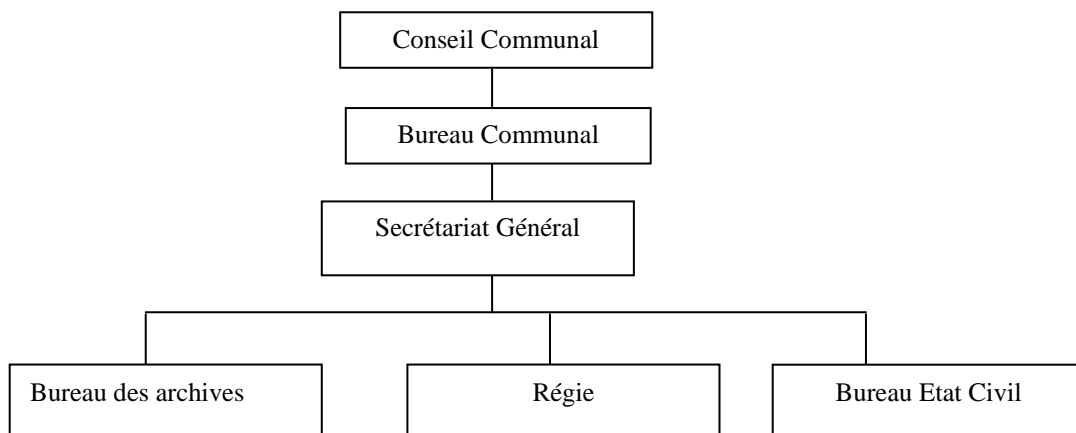 Conseil Communal
Bureau Communal
Secrétariat Général
Bureau des archives
Régie
Bureau Etat Civil